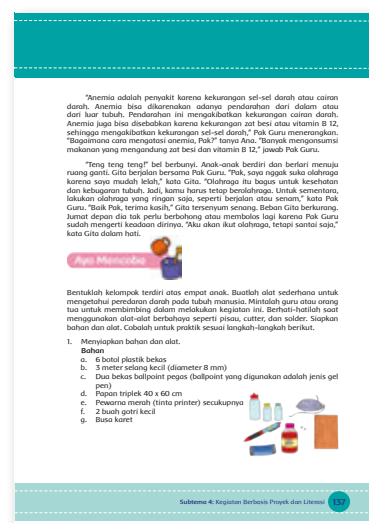 "Anemia adalah penyakit karena kekurangan sel-sel darah atau cairan
darah. Anemia bisa dikarenakan adanya pendarahan dari dalam atau
dari luar tubuh. Pendarahan ini mengakibatkan kekurangan cairan darah.
Anemia juga bisa disebabkan karena kekurangan zat besi atau vitamin B 12,
sehingga mengakibatkan kekurangan sel-sel darah," Pak Guru menerangkan.
"Bagaimana cara mengatasi anemia, Pak?" tanya Ana. "Banyak mengonsumsi
makanan yang mengandung zat besi dan vitamin B 12," jawab Pak Guru.
"Teng teng teng!" bel berbunyi. Anak-anak berdiri dan berlari menuju
ruang ganti. Gita berjalan bersama Pak Guru. "Pak, saya nggak suka olahraga
karena saya mudah lelah," kata Gita. "Olahraga itu bagus untuk kesehatan
dan kebugaran tubuh. Jadi, kamu harus tetap berolahraga. Untuk sementara,
lakukan olahraga yang ringan saja, seperti berjalan atau senam," kata Pak
Guru. "Baik Pak, terima kasih," Gita tersenyum senang. Beban Gita berkurang.
Jumat depan dia tak perlu berbohong atau membolos lagi karena Pak Guru
sudah mengerti keadaan dirinya. "Aku akan ikut olahraga, tetapi santai saja,"
kata Gita dalam hati.
Ayo Mencoba
Bentuklah kelompok terdiri atas empat anak. Buatlah alat sederhana untuk
mengetahui peredaran darah pada tubuh manusia. Mintalah guru atau orang
tua untuk membimbing dalam melakukan kegiatan ini. Berhati-hatilah saat
menggunakan alat-alat berbahaya seperti pisau, cutter, dan solder. Siapkan
bahan dan alat. Cobalah untuk praktik sesuai langkah-langkah berikut.
1. Menyiapkan bahan dan alat.
Bahan
a. 6 botol plastik bekas
b. 3 meter selang kecil (diameter 8 mm)
c. Dua bekas ballpoint pegas (ballpoint yang digunakan adalah jenis gel
pen)
d. Papan triplek 40 x 60 cm
e. Pewarna merah (tinta printer) secukupnya
f. 2 buah gotri kecil
g. Busa karet
Subtema 4: Kegiatan Berbasis Proyek dan Literasi 137